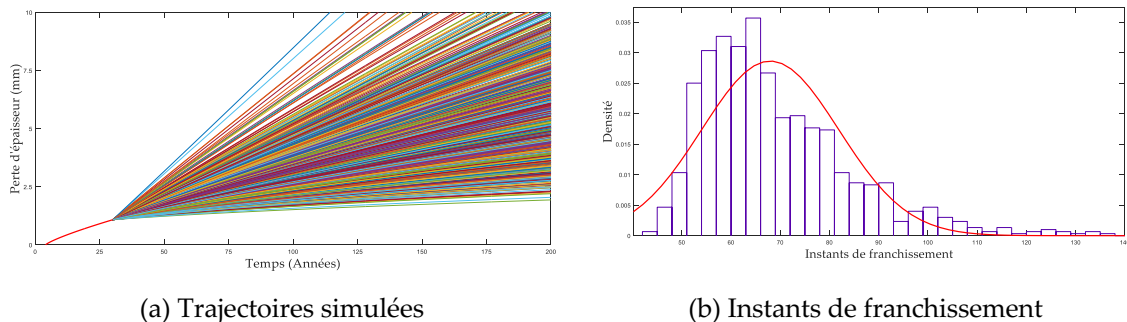 10
7.5
5
2.5
0
Perte d'épaisseur (mm)
0 25 50 75 100 125 150 175 200
Temps (Années)
(a) Trajectoires simulées
0.035
0.03
0.025
0.02
0.015
0.01
0.005
0
Densité
50 60 70 80 90 100 110 120 130 140
Instants de franchissement
(b) Instants de franchissement